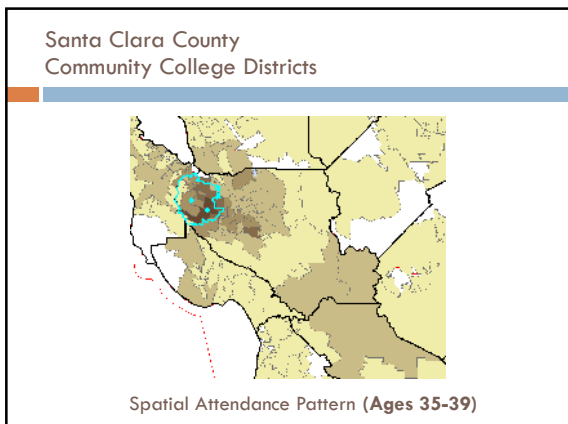 Santa Clara County
Community College Districts
Spatial Attendance Pattern (Ages 35-39)